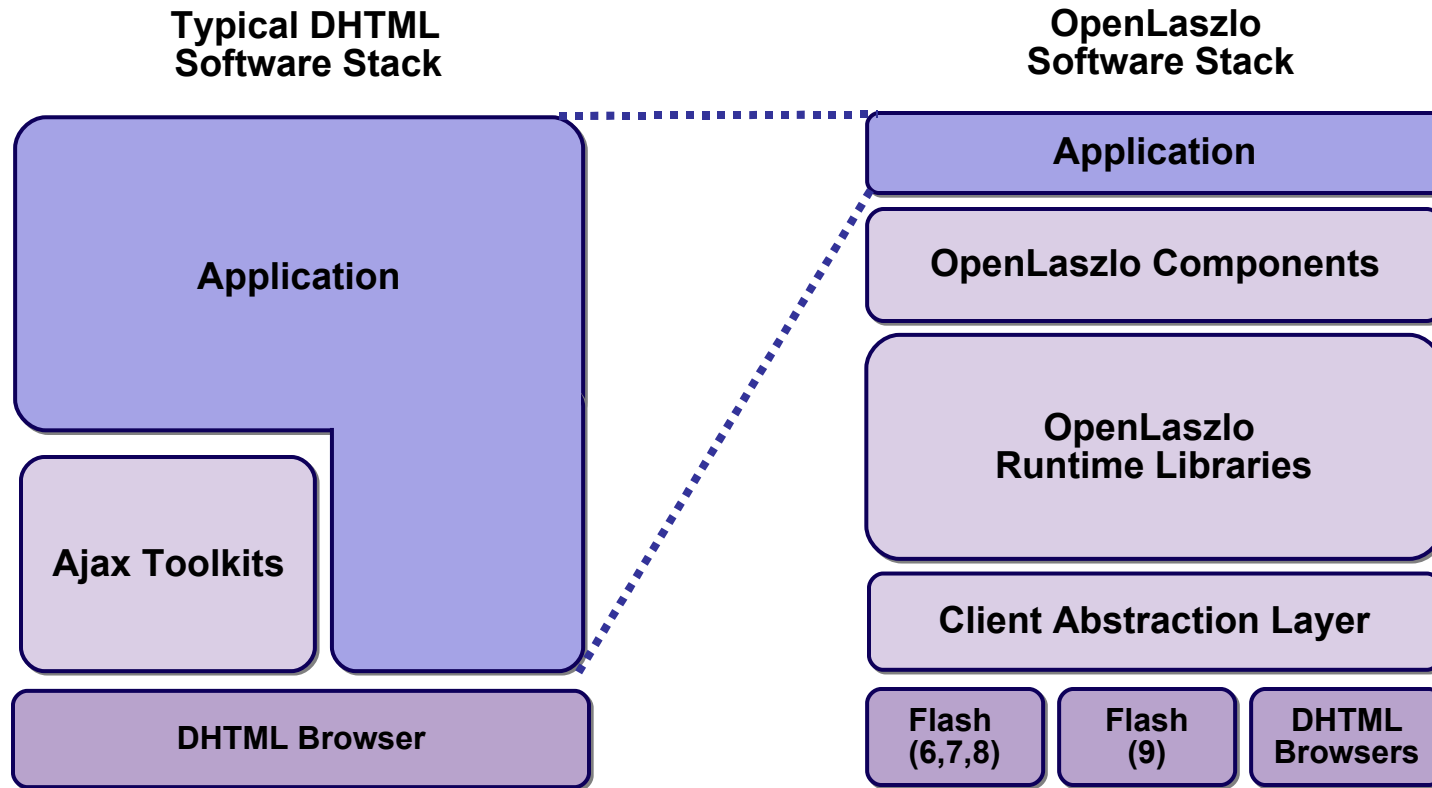 Typical DHTML
Software Stack
Application
Ajax Toolkits
DHTML Browser
OpenLaszlo
Software Stack
Application
OpenLaszlo Components
OpenLaszlo
Runtime Libraries
Client Abstraction Layer
Flash
(6,7,8)
Flash
(9)
DHTML
Browsers